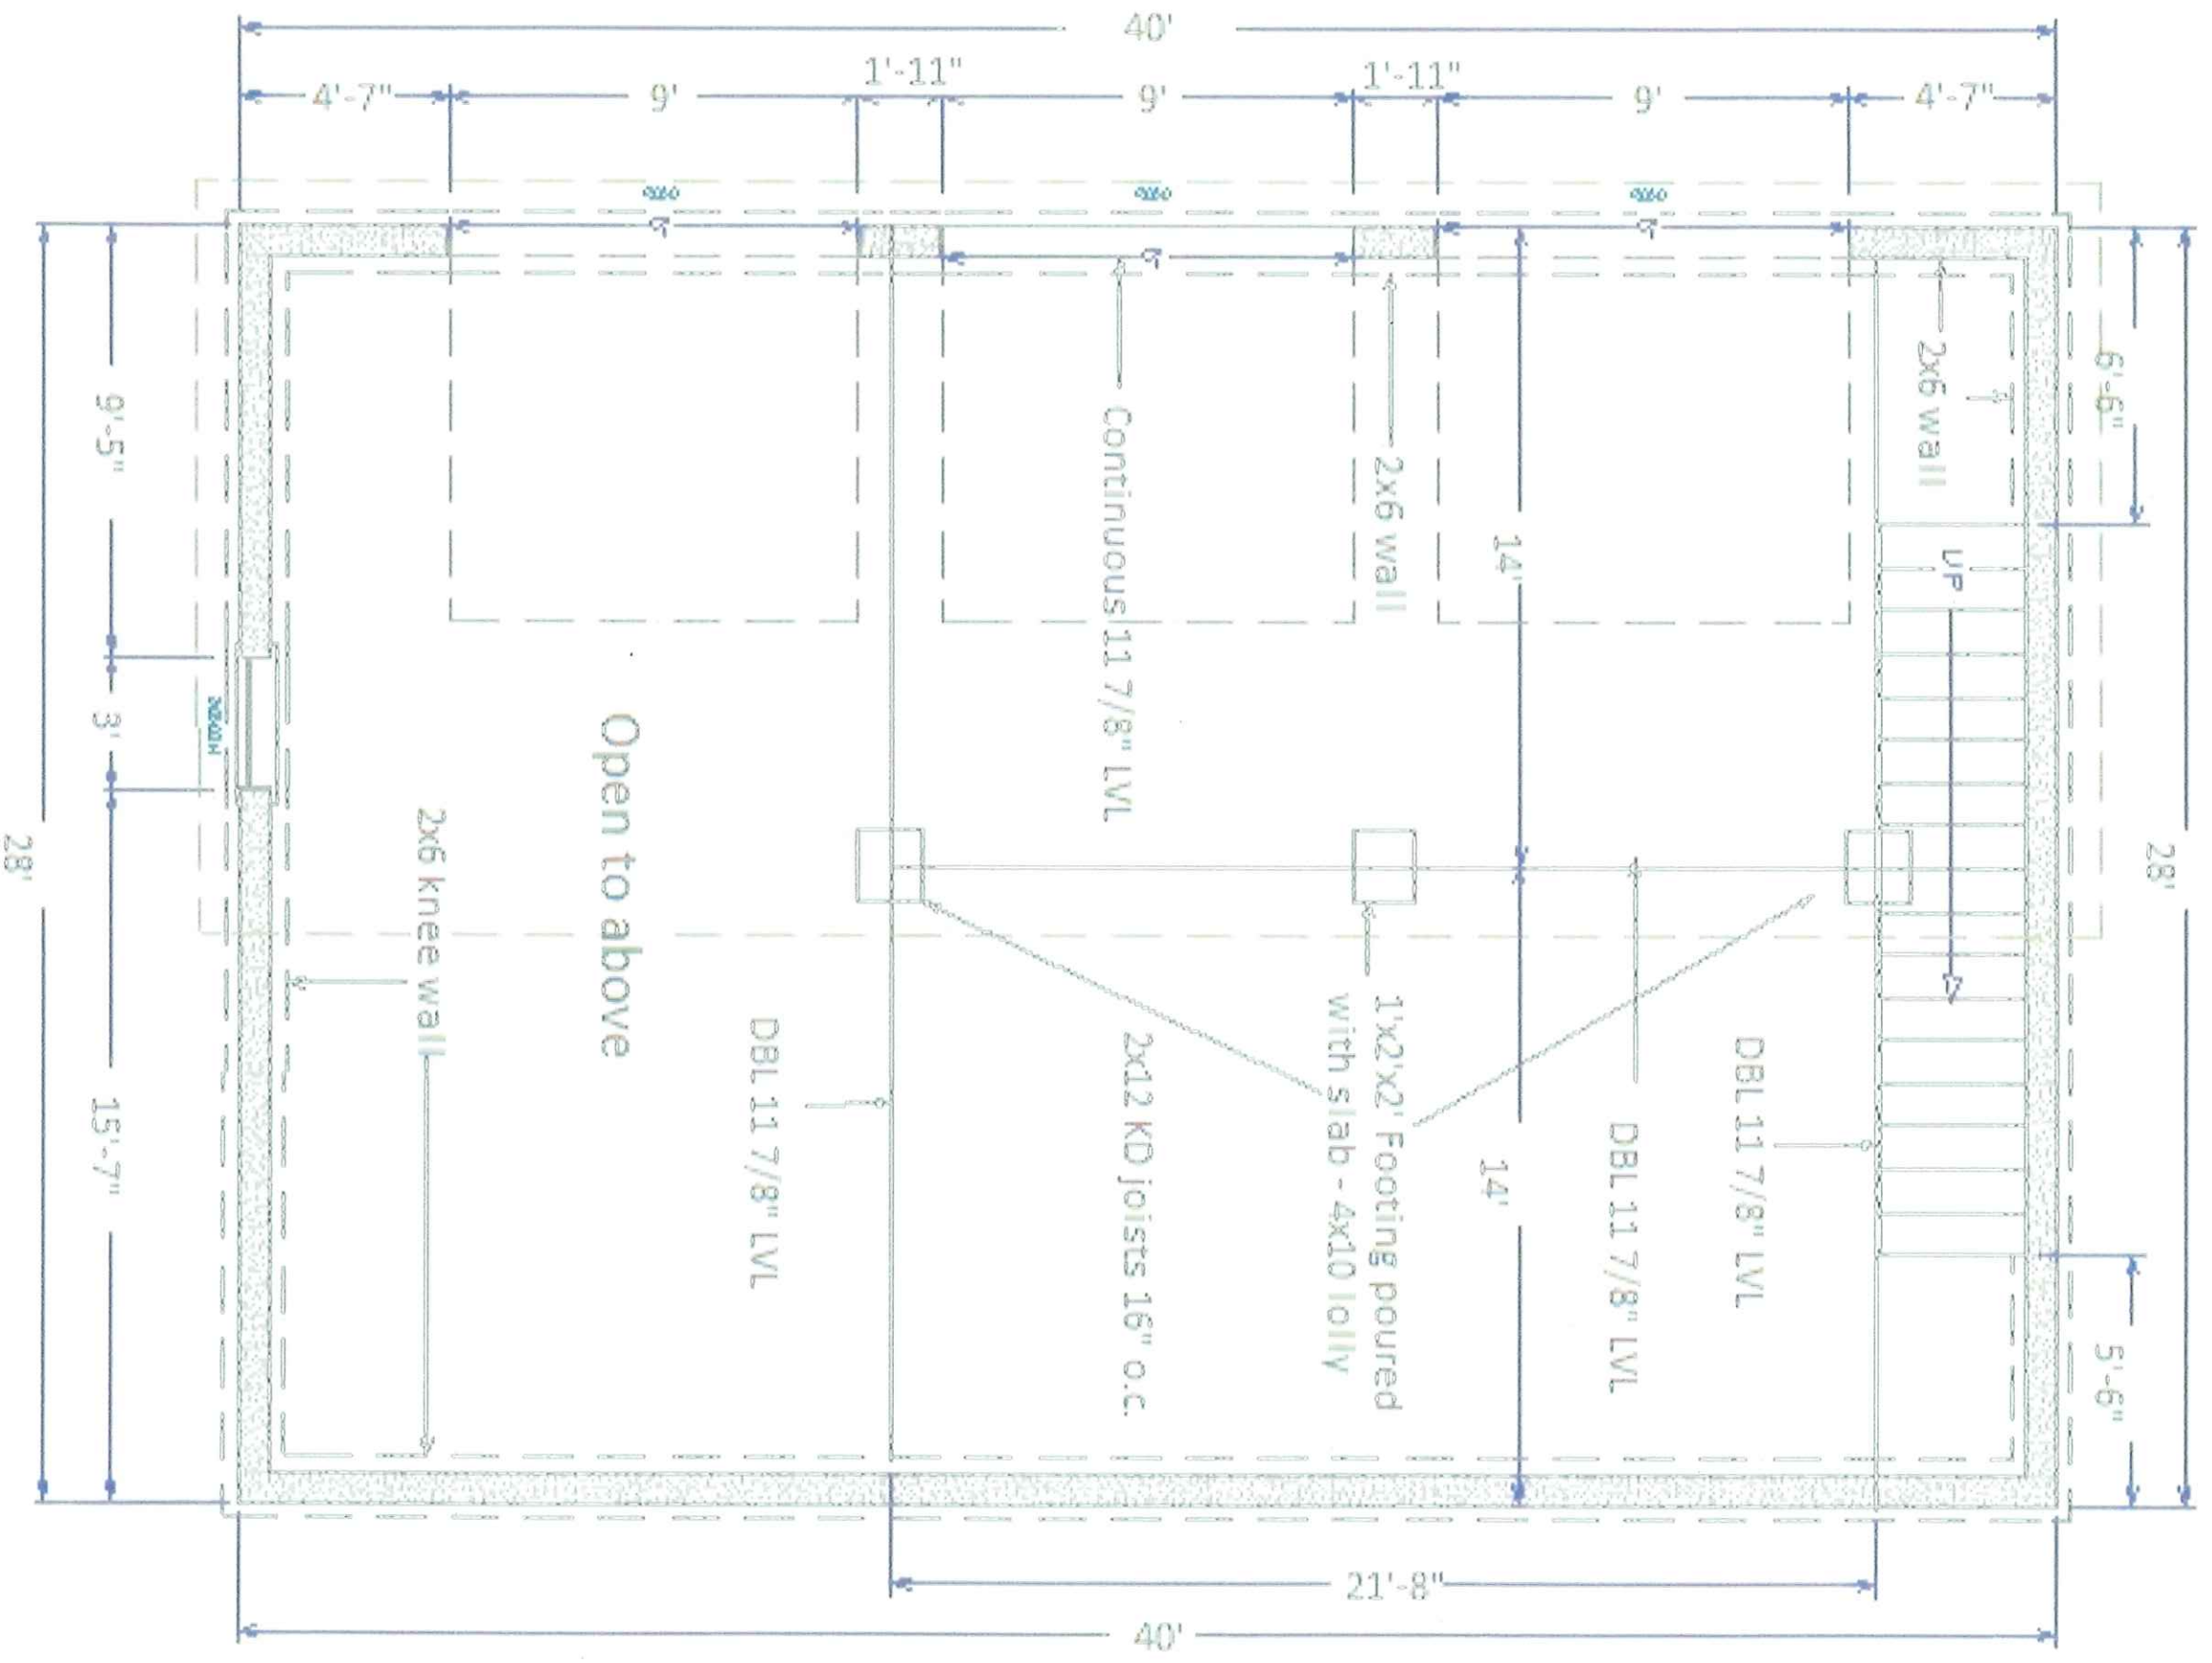 40'
4'-7"
9'
1'-11"
9'
1'-11"
9'
4'-7"
28'
9'-5"
3'
15'-7"
6'-6"
28'
5'-6"
2x6 wall
UP
2x6 wall
14'
Continuous 11 7/8" LVL
Open to above
2x6 knee wall
DBL 11 7/8" LVL
2x12 KD joists 16" o.c.
1'x2'x2' Footing poured
with slab - 4x10 lolly
14'
DBL 11 7/8" LVL
DBL 11 7/8" LVL
21'-8"
40'